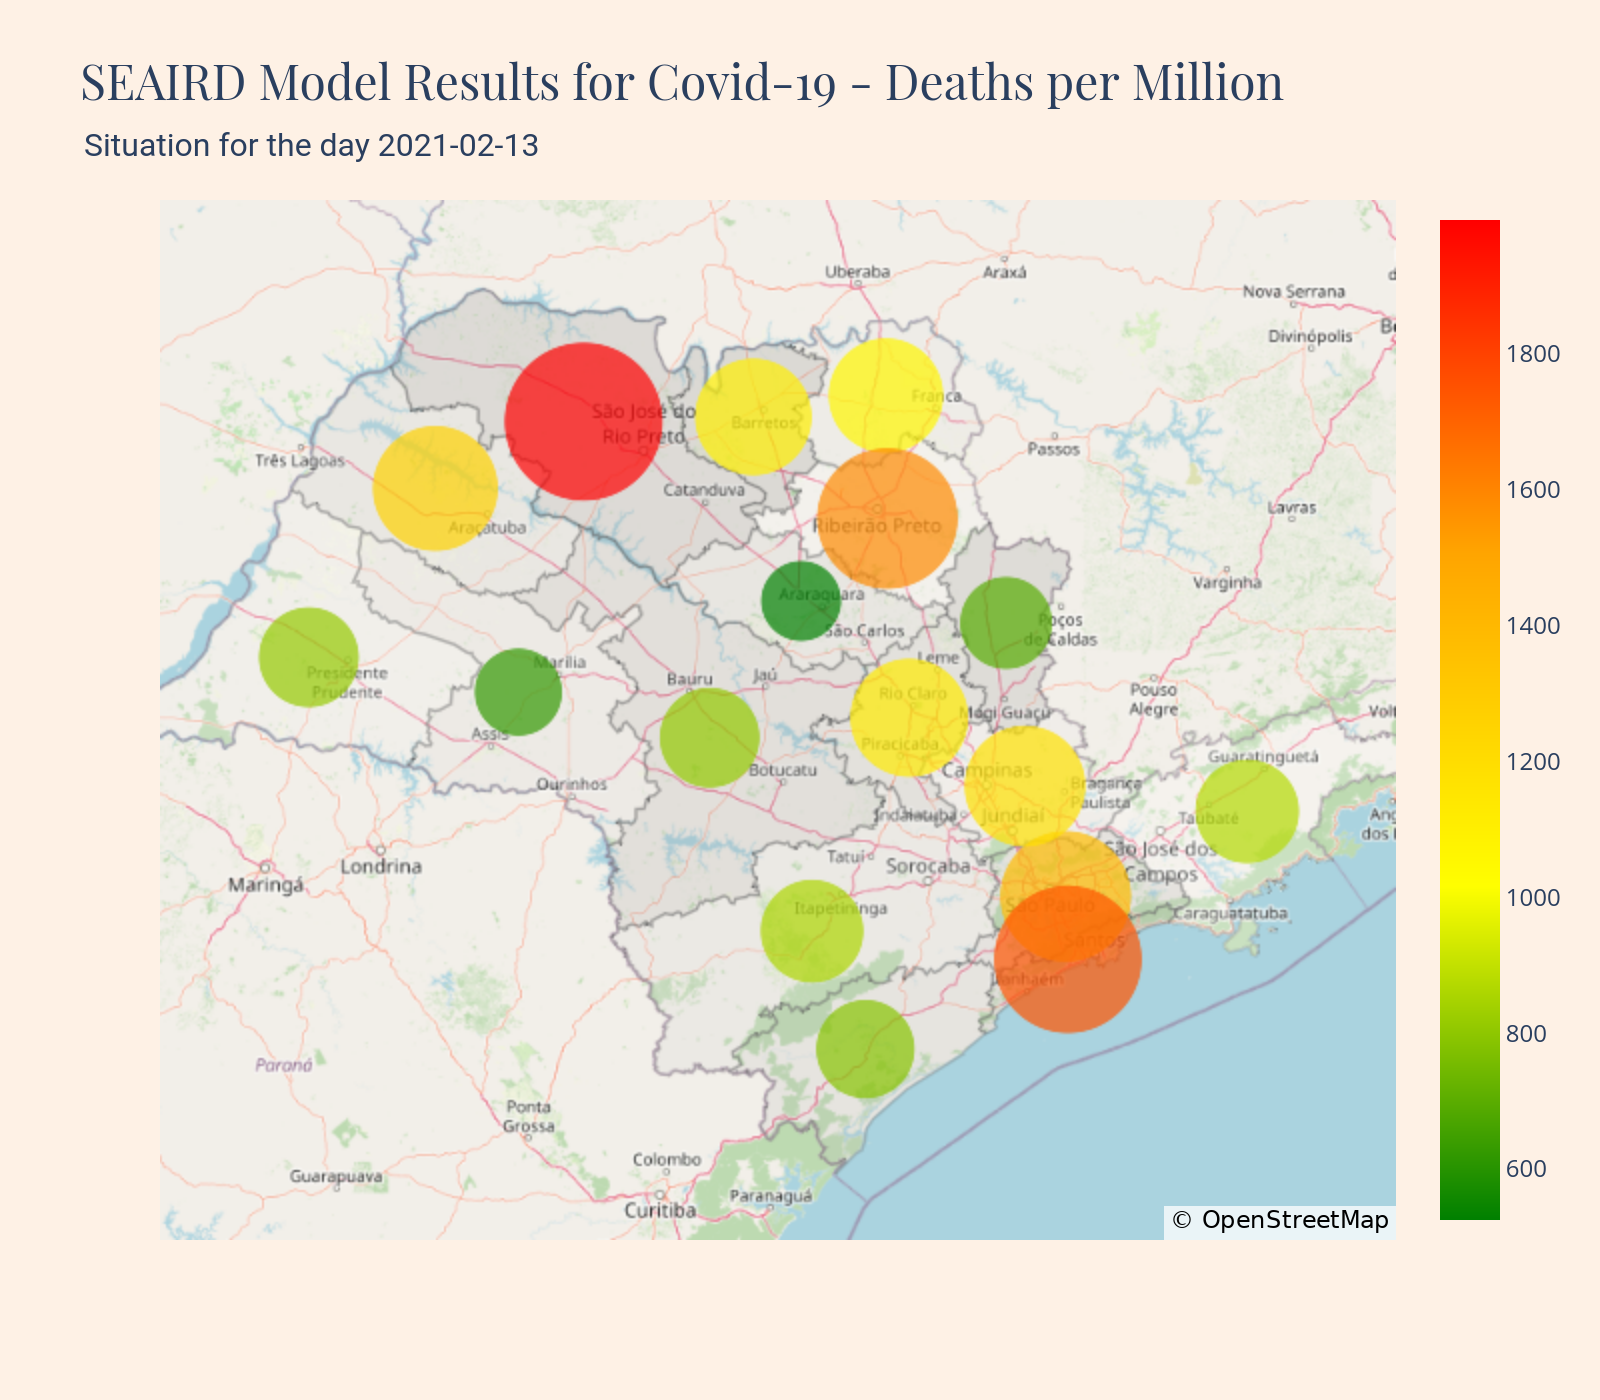 SEAIRD Model Results for Covid-19 - Deaths per Million
Situation for the day 2021-02-13
Uberaba
Araxá
Nova Serrana
Divinópolis
1800
São José do
Rio Preto
Barretos
Franca
Passos
Três Lagoas
Catanduva
1600
Araçatuba
Ribeirão Preto
Lavras
Varginha
Araraquara
São Carlos
Poços
de Caldas
1400
Presidente
Prudente
Marília
Bauru
Jaú
Leme
Rio Claro
Mogi Guaçu
Pouso
Alegre
Assis
Piracicaba
Guaratinguetá
1200
Ourinhos
Botucatu
Campinas
Bragança
Paulista
Indaiatuba
Jundiaí
Taubaté
Londrina
Maringá
Tatuí
Sorocaba
São José dos
Campos
1000
Itapetininga
São Paulo
Caraguatatuba
Santos
Itanhaém
800
Paraná
Ponta
Grossa
Guarapuava
Colombo
Curitiba
Paranaguá
600
© OpenStreetMap